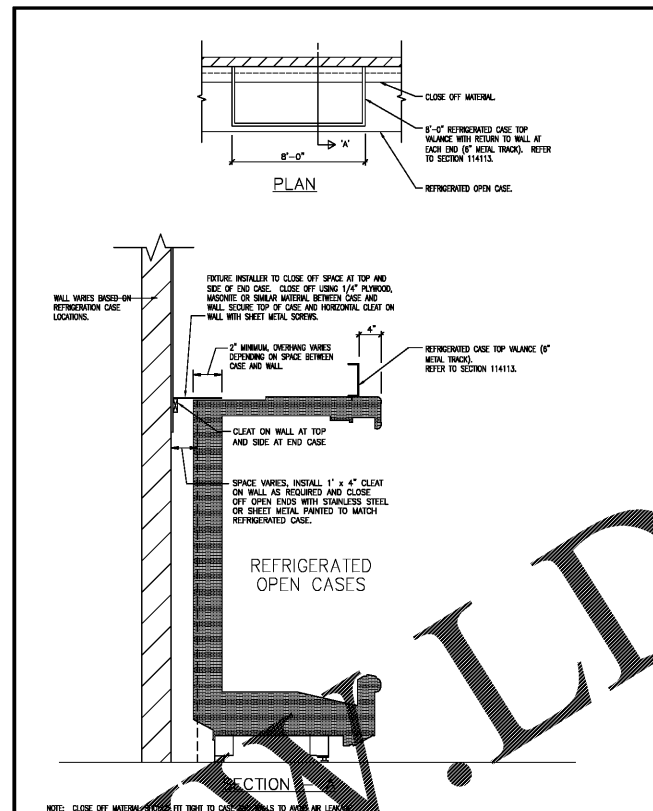 CLOSE OFF MATERIAL.
8'-0" REFRIGERATED CASE TOP
VALANCE WITH RETURN TO WALL AT
EACH END (6" METAL TRACK). REFER
TO SECTION 114113.
'A'
8'-0"
PLAN
REFRIGERATED OPEN CASE.
FIXTURE INSTALLER TO CLOSE OFF SPACE AT TOP AND
SIDE OF END CASE. CLOSE OFF USING 1/4" PLYWOOD,
MASONITE OR SIMILAR MATERIAL BETWEEN CASE AND
WALL. SECURE TOP OF CASE AND HORIZONTAL CLEAT ON
WALL WITH SHEET METAL SCREWS.
WALL VARIES BASED ON
REFRIGERATION CASE
LOCATIONS.
4"
2" MINIMUM, OVERHANG VARIES
DEPENDING ON SPACE BETWEEN
CASE AND WALL.
REFRIGERATED CASE TOP VALANCE (6"
METAL TRACK).
REFER TO SECTION 114113.
CLEAT ON WALL AT TOP
AND SIDE AT END CASE
SPACE VARIES, INSTALL 1' x 4" CLEAT
ON WALL AS REQUIRED AND CLOSE
OFF OPEN ENDS WITH STAINLESS STEEL
OR SHEET METAL PAINTED TO MATCH
REFRIGERATED CASE.
REFRIGERATED
OPEN CASES
SECTION 'A'
NOTE: CLOSE OFF MATERIAL SHOULD FIT TIGHT TO CASE AND WALLS TO AVOID AIR LEAKAGE
W.LD